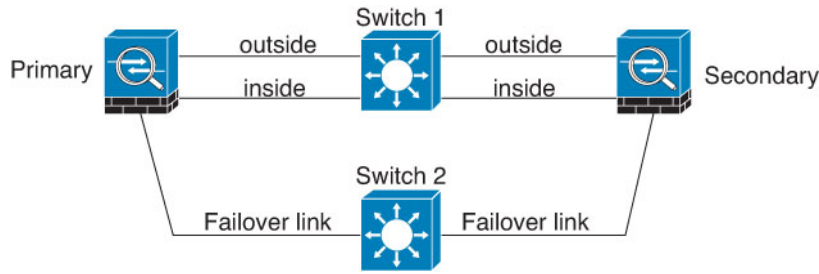 Switch 1
outside outside
Primary Secondary
inside inside
Switch 2
Failover link Failover link